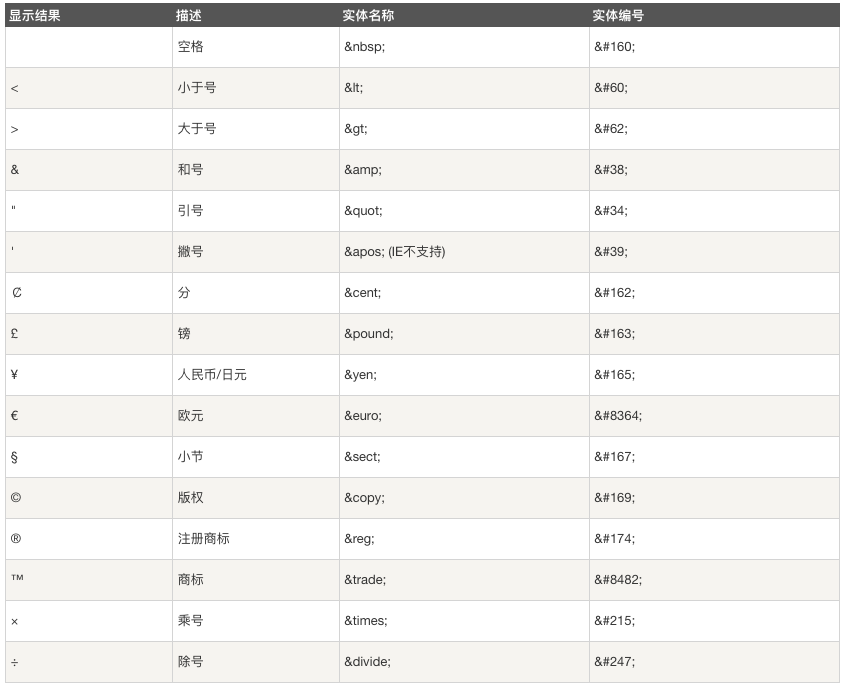 显示结果 描述 实体名称 实体编号
空格 &nbsp; &#160;
< 小于号 &lt; &#60;
> 大于号 &gt; &#62;
& 和号 &amp; &#38;
" 引号 &quot; &#34;
' 撇号 &apos; (IE不支持) &#39;
₡ 分 &cent; &#162;
£ 镑 &pound; &#163;
¥ 人民币/日元 &yen; &#165;
€ 欧元 &euro; &#8364;
§ 小节 &sect; &#167;
© 版权 &copy; &#169;
® 注册商标 &reg; &#174;
™ 商标 &trade; &#8482;
× 乘号 &times; &#215;
÷ 除号 &divide; &#247;